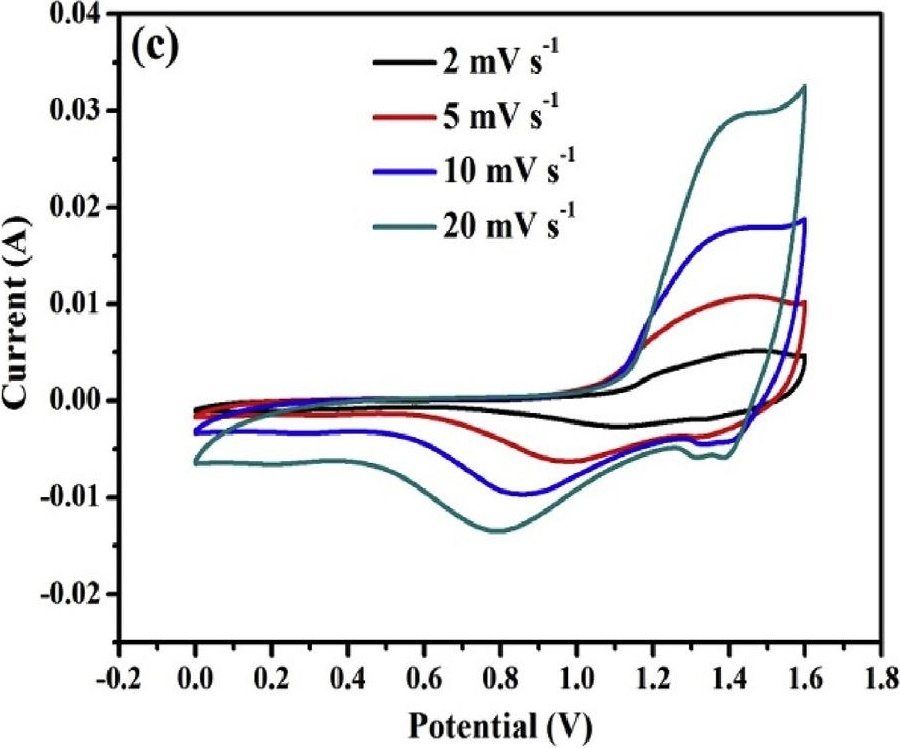 (c)
2 mV s⁻¹
5 mV s⁻¹
10 mV s⁻¹
20 mV s⁻¹
Current (A)
0.04
0.03
0.02
0.01
0.00
-0.01
-0.02
-0.2 0.0 0.2 0.4 0.6 0.8 1.0 1.2 1.4 1.6 1.8
Potential (V)